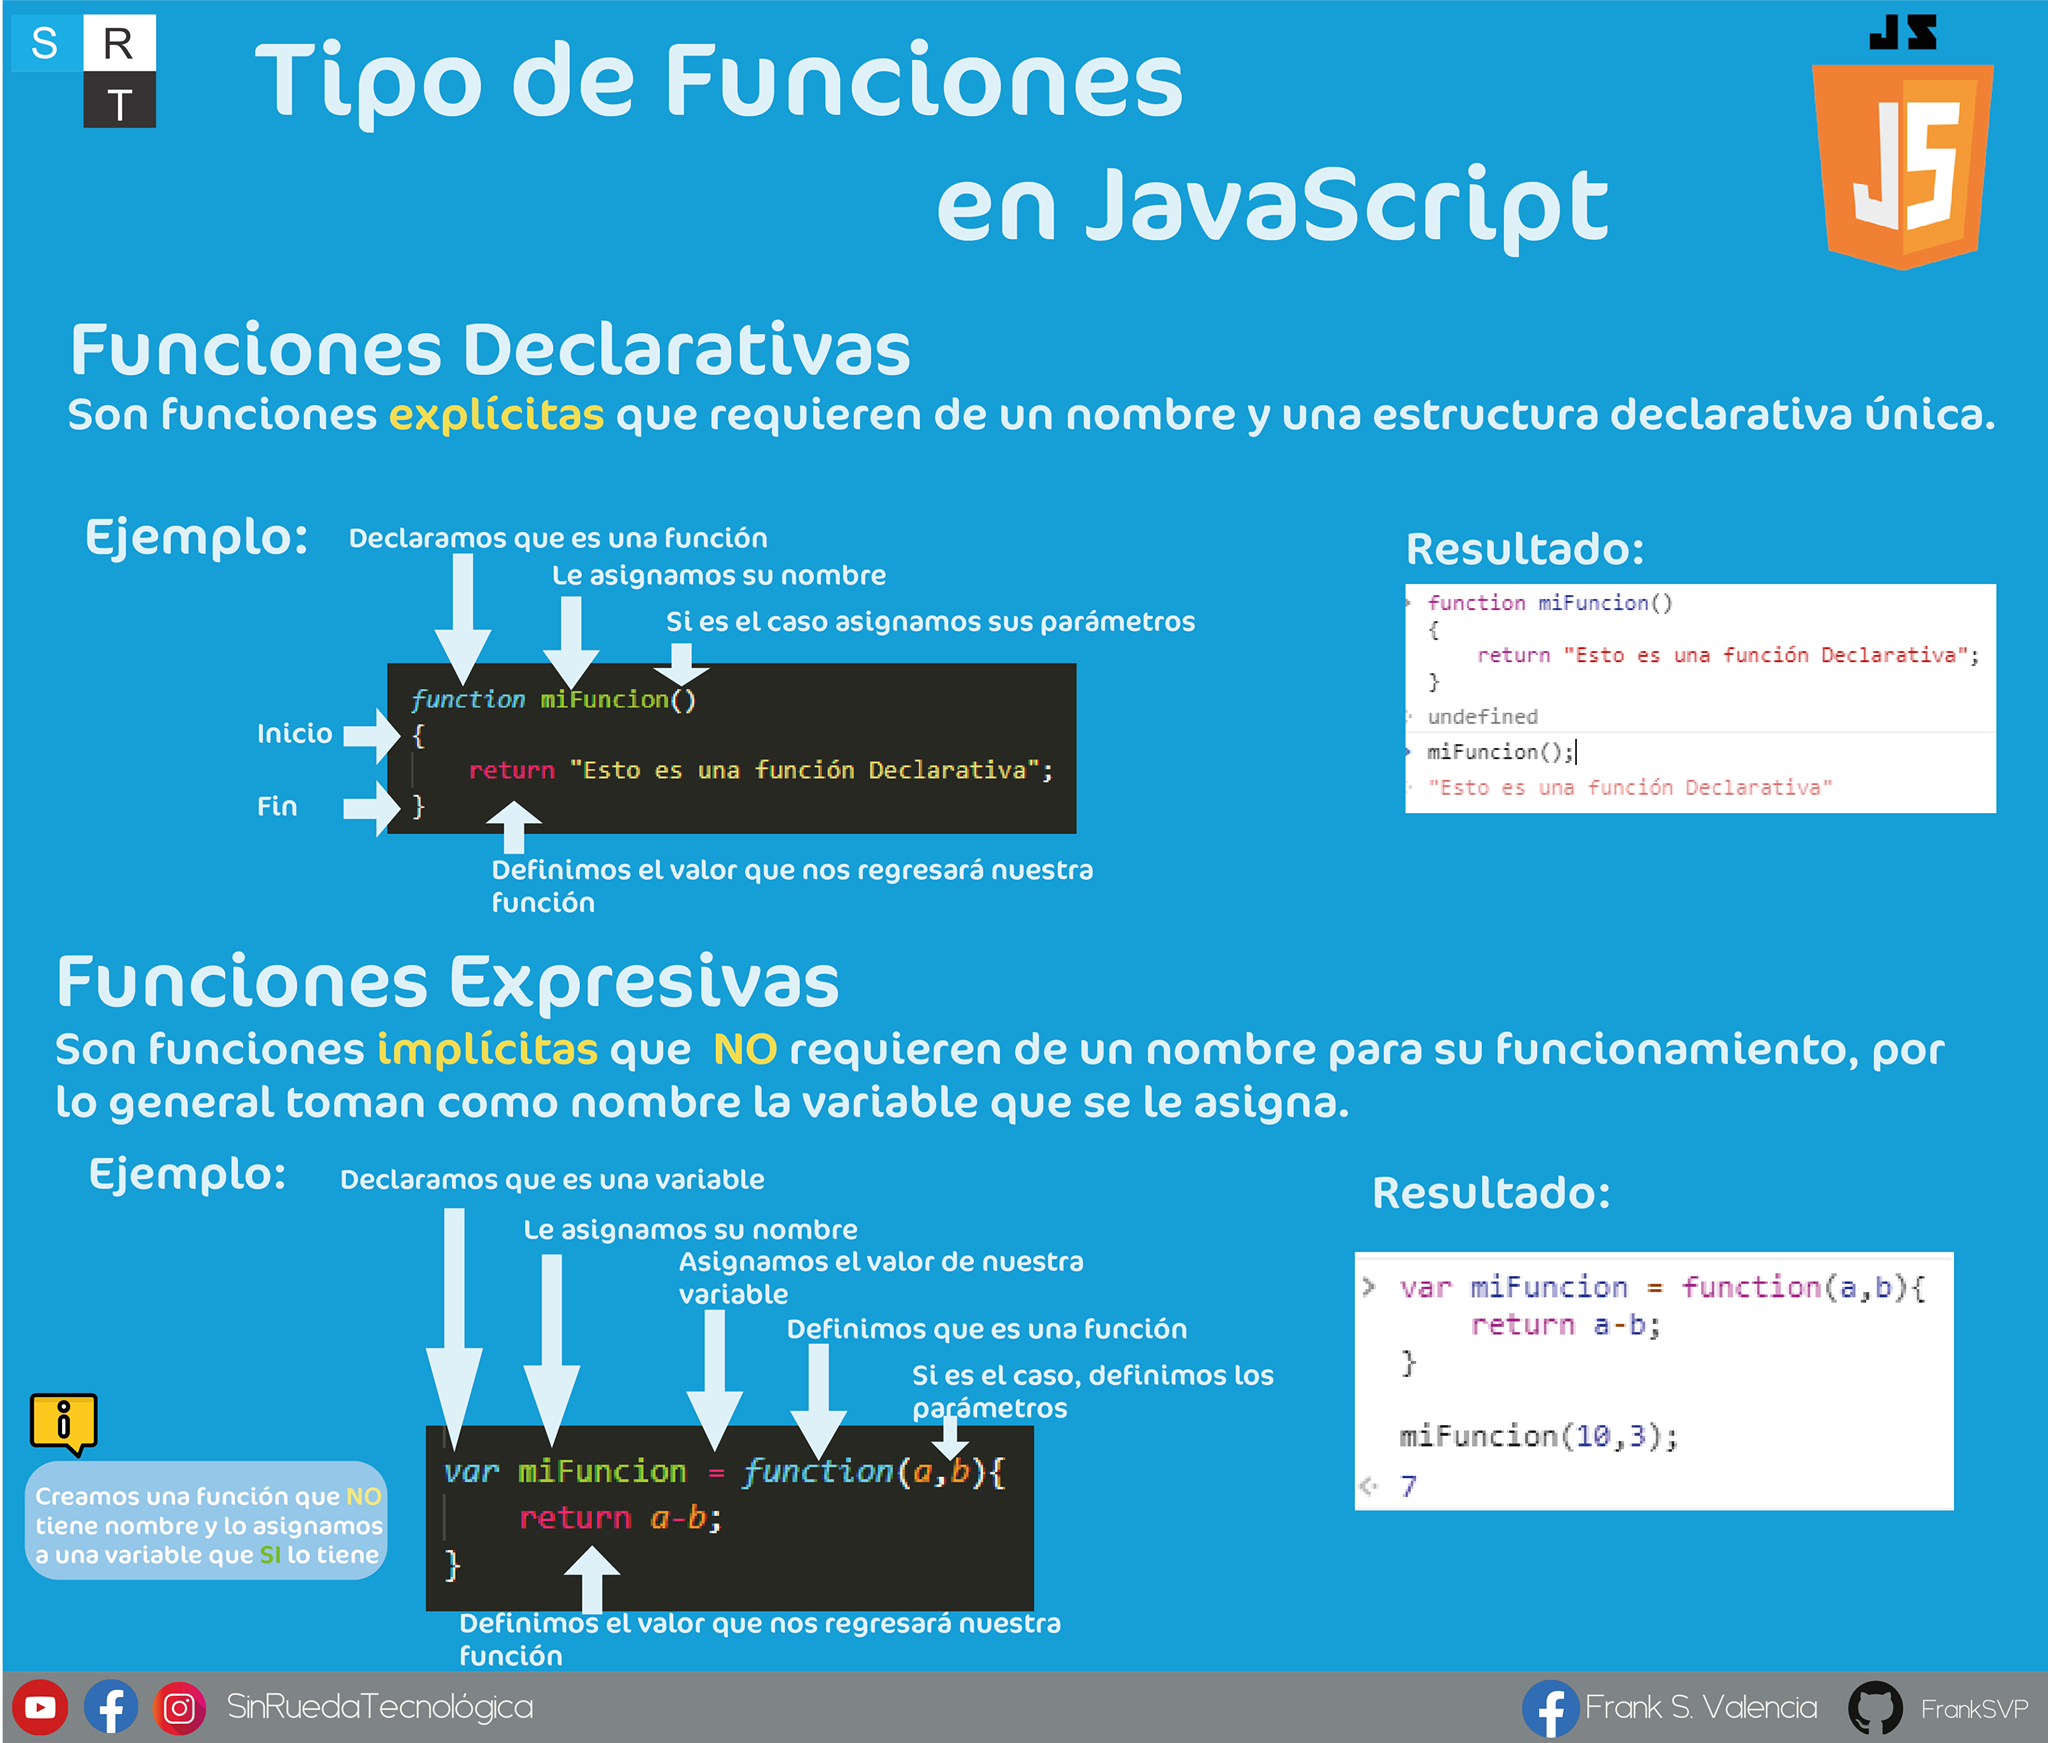 S R
T
JS
JS
Tipo de Funciones
en JavaScript
Funciones Declarativas
Son funciones explícitas que requieren de un nombre y una estructura declarativa única.
Ejemplo:
Declaramos que es una función
Le asignamos su nombre
Si es el caso asignamos sus parámetros
function miFuncion()
Inicio
{
return "Esto es una función Declarativa";
Fin
}
Definimos el valor que nos regresará nuestra
función
Resultado:
function miFuncion()
{
return "Esto es una función Declarativa";
}
undefined
miFuncion();
"Esto es una función Declarativa"
Funciones Expresivas
Son funciones implícitas que NO requieren de un nombre para su funcionamiento, por
lo general toman como nombre la variable que se le asigna.
Ejemplo:
Declaramos que es una variable
Le asignamos su nombre
Asignamos el valor de nuestra
variable
Definimos que es una función
Si es el caso, definimos los
parámetros
i
Creamos una función que NO
tiene nombre y lo asignamos
a una variable que SI lo tiene
var miFuncion = function(a,b){
return a-b;
}
Definimos el valor que nos regresará nuestra
función
Resultado:
> var miFuncion = function(a,b){
return a-b;
}
miFuncion(10,3);
7
SinRuedaTecnológica
Frank S. Valencia
FrankSVP